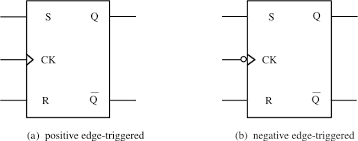 S Q S Q
CK CK
R Q̅ R Q̅
(a) positive edge-triggered (b) negative edge-triggered